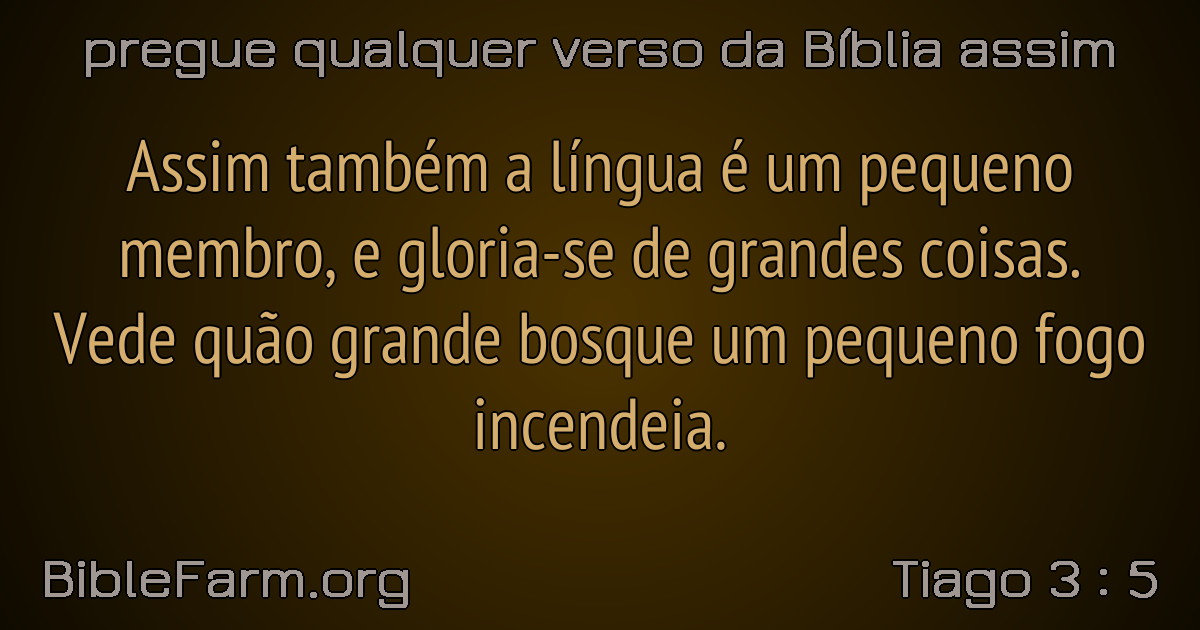 pregue qualquer verso da Bíblia assim
Assim também a língua é um pequeno
membro, e gloria-se de grandes coisas.
Vede quão grande bosque um pequeno fogo
incendeia.
BibleFarm.org
Tiago 3 : 5